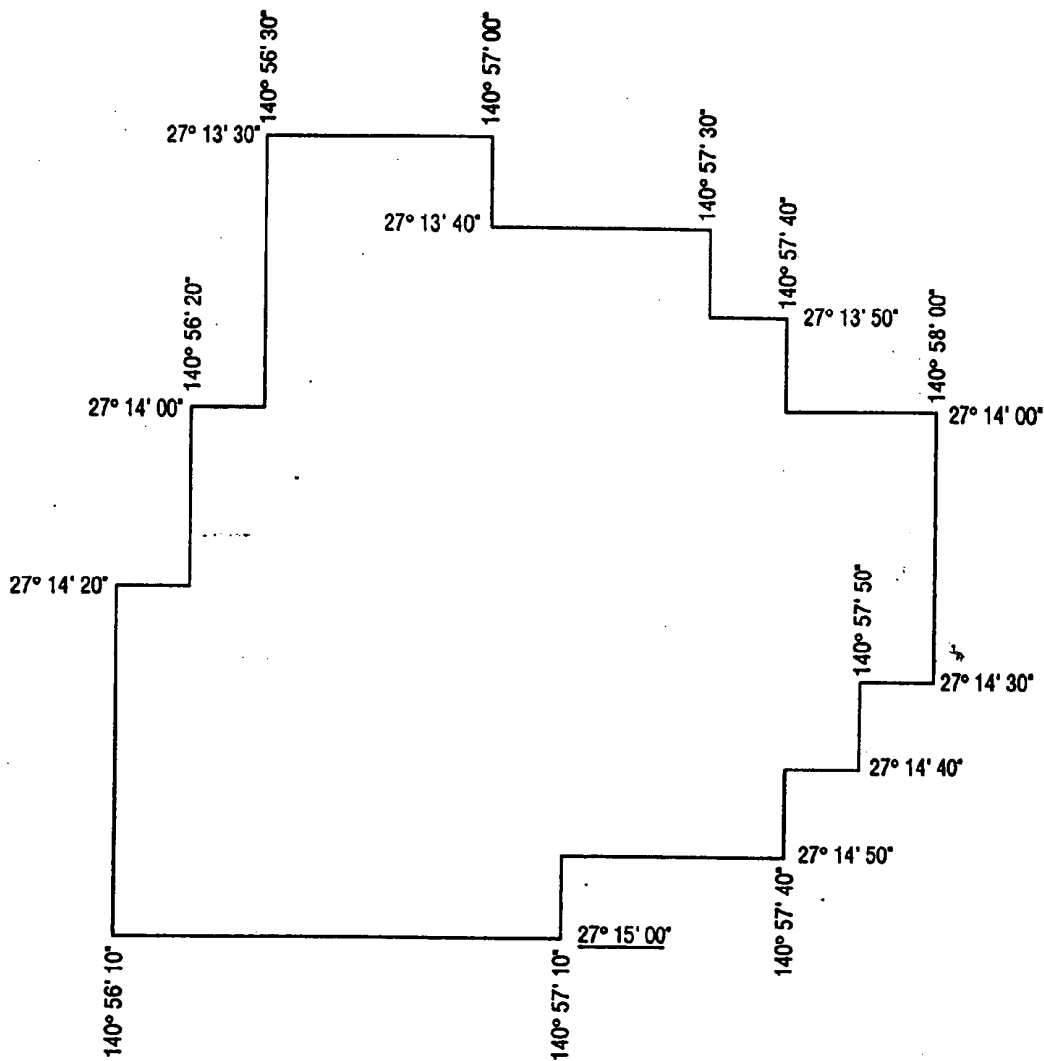 140° 56' 30"
140° 57' 00"
27° 13' 30"
140° 57' 30"
27° 13' 40"
140° 57' 40"
140° 56' 20"
27° 13' 50"
140° 58' 00"
27° 14' 00"
27° 14' 00"
140° 57' 50"
27° 14' 20"
27° 14' 30"
27° 14' 40"
27° 14' 50"
140° 57' 40"
27° 15' 00"
140° 56' 10"
140° 57' 10"